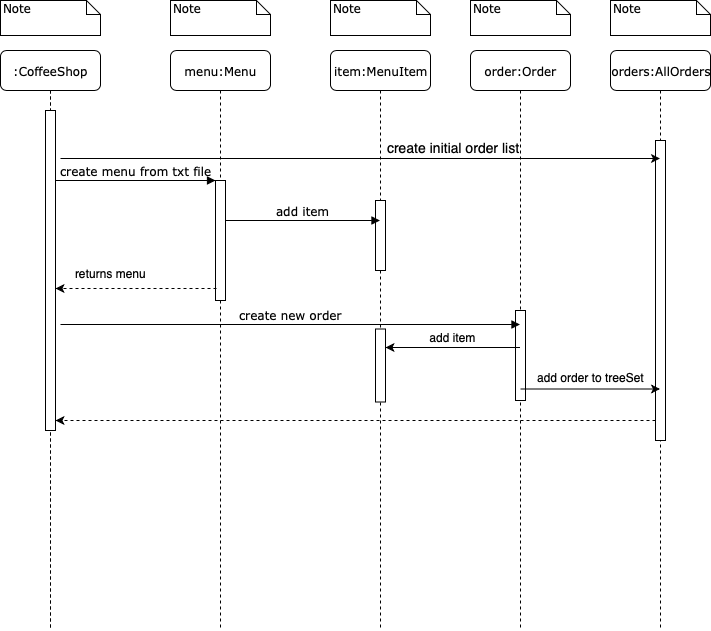 Note
Note
Note
Note
Note
:CoffeeShop
menu:Menu
item:MenuItem
order:Order
orders:AllOrders
create initial order list
create menu from txt file
add item
returns menu
create new order
add item
add order to treeSet